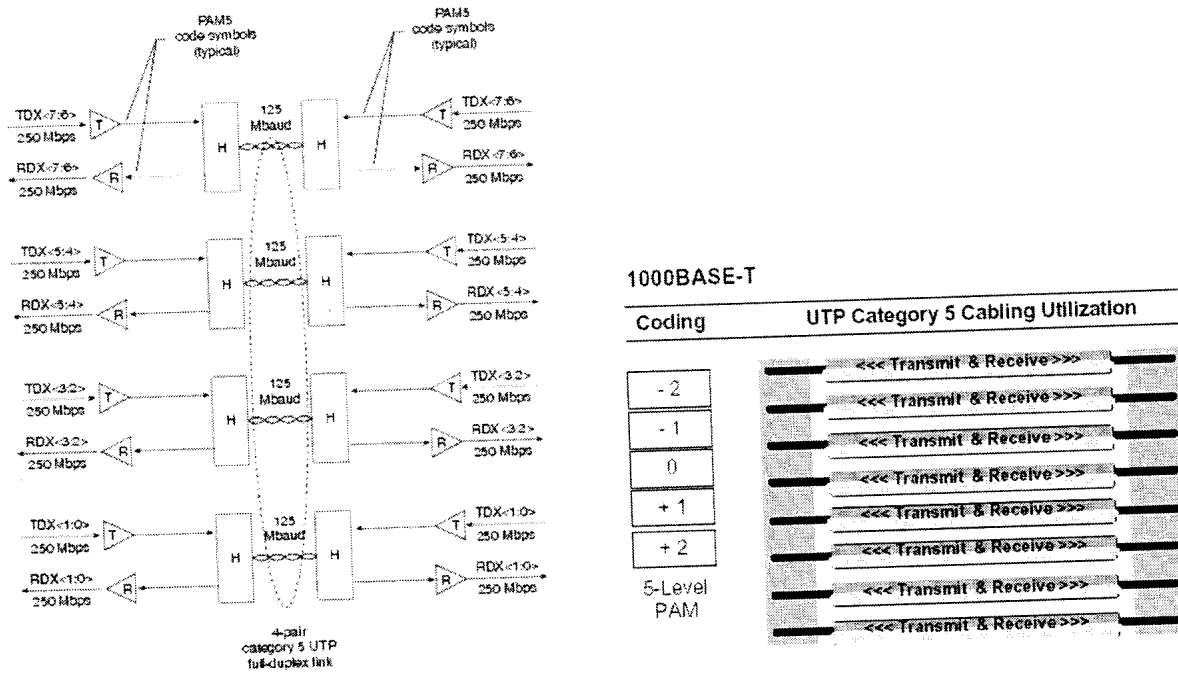 PAM5
code symbols
(typical)
PAM5
code symbols
(typical)
TDX<7:6>
T
250 Mbps
RDX<7:6>
R
250 Mbps
H
125
Mbaud
H
TDX<7:6>
T
250 Mbps
RDX<7:6>
R
250 Mbps
TDX<5:4>
T
250 Mbps
RDX<5:4>
R
250 Mbps
H
125
Mbaud
H
TDX<5:4>
T
250 Mbps
RDX<5:4>
R
250 Mbps
TDX<3:2>
T
250 Mbps
RDX<3:2>
R
250 Mbps
H
125
Mbaud
H
TDX<3:2>
T
250 Mbps
RDX<3:2>
R
250 Mbps
TDX<1:0>
T
250 Mbps
RDX<1:0>
R
250 Mbps
H
125
Mbaud
H
TDX<1:0>
T
250 Mbps
RDX<1:0>
R
250 Mbps
4-pair
category 5 UTP
full-duplex link
1000BASE-T
Coding
UTP Category 5 Cabling Utilization
- 2
- 1
0
+ 1
+ 2
5-Level
PAM
<<< Transmit & Receive >>>
<<< Transmit & Receive >>>
<<< Transmit & Receive >>>
<<< Transmit & Receive >>>
<<< Transmit & Receive >>>
<<< Transmit & Receive >>>
<<< Transmit & Receive >>>
<<< Transmit & Receive >>>